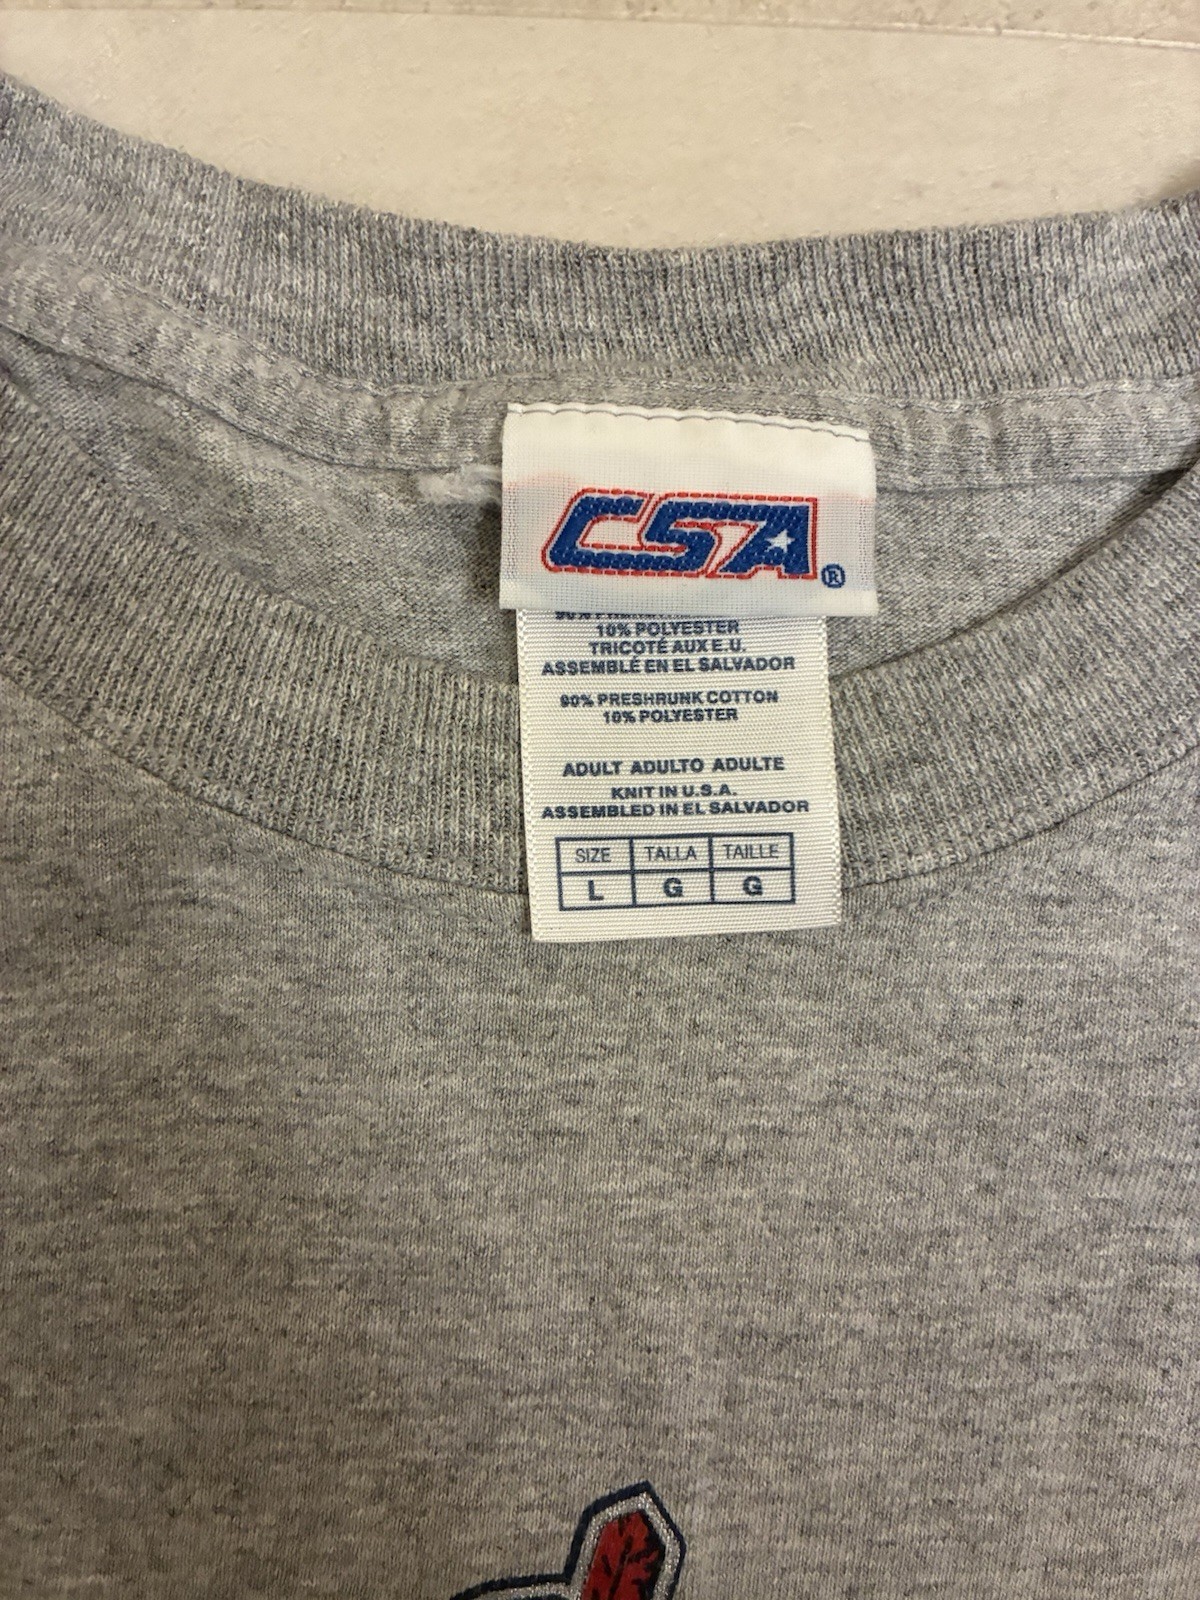 CSA®
10% POLYESTER
TRICOTÉ AUX E.U.
ASSEMBLÉ EN EL SALVADOR
90% PRESHRUNK COTTON
10% POLYESTER
ADULT ADULTO ADULTE
KNIT IN U.S.A.
ASSEMBLED IN EL SALVADOR
SIZE TALLA TAILLE
L G G